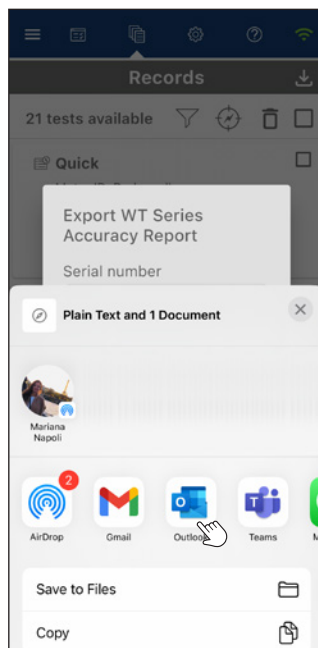 Records
21 tests available
Quick
Export WT Series
Accuracy Report
Serial number
Plain Text and 1 Document
Mariana
Napoli
2
AirDrop
Gmail
Outlook
Teams
Save to Files
Copy